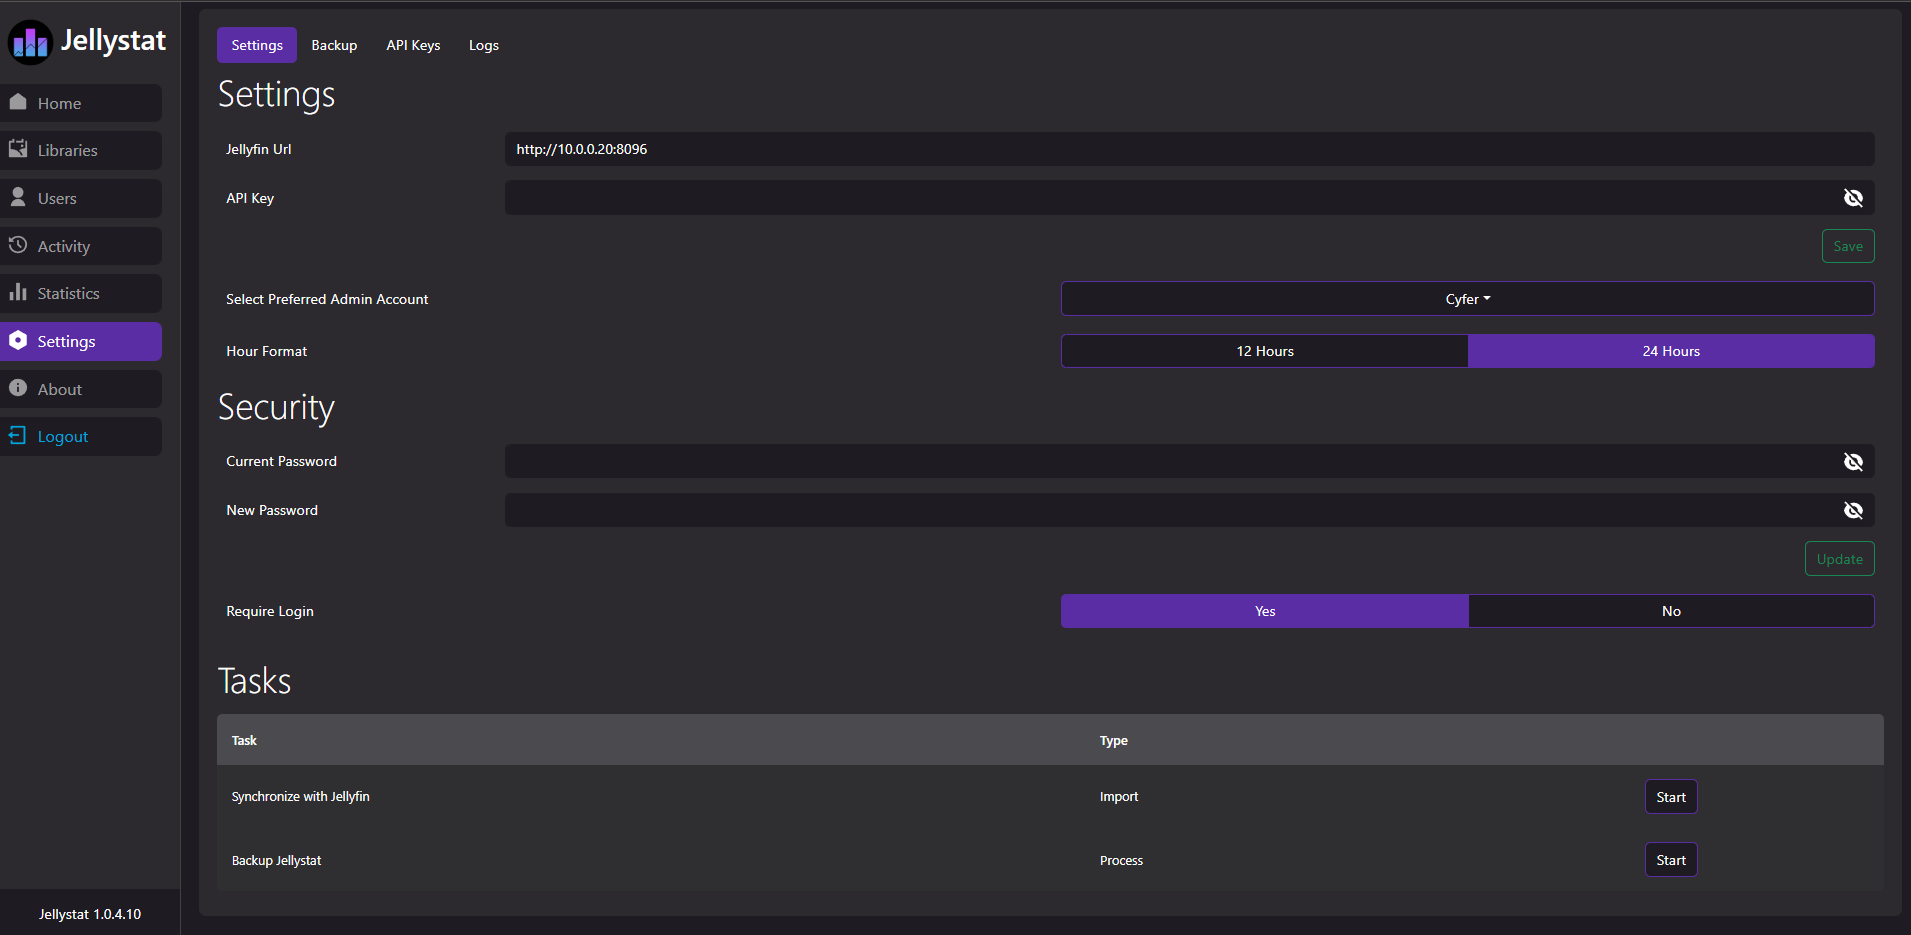 Jellystat
Home
Libraries
Users
Activity
Statistics
Settings
About
Logout
Jellystat 1.0.4.10
Settings Backup API Keys Logs
Settings
Jellyfin Url http://10.0.0.20:8096
API Key
Save
Select Preferred Admin Account Cyfer
Hour Format 12 Hours 24 Hours
Security
Current Password
New Password
Update
Require Login Yes No
Tasks
Task Type
Synchronize with Jellyfin Import Start
Backup Jellystat Process Start